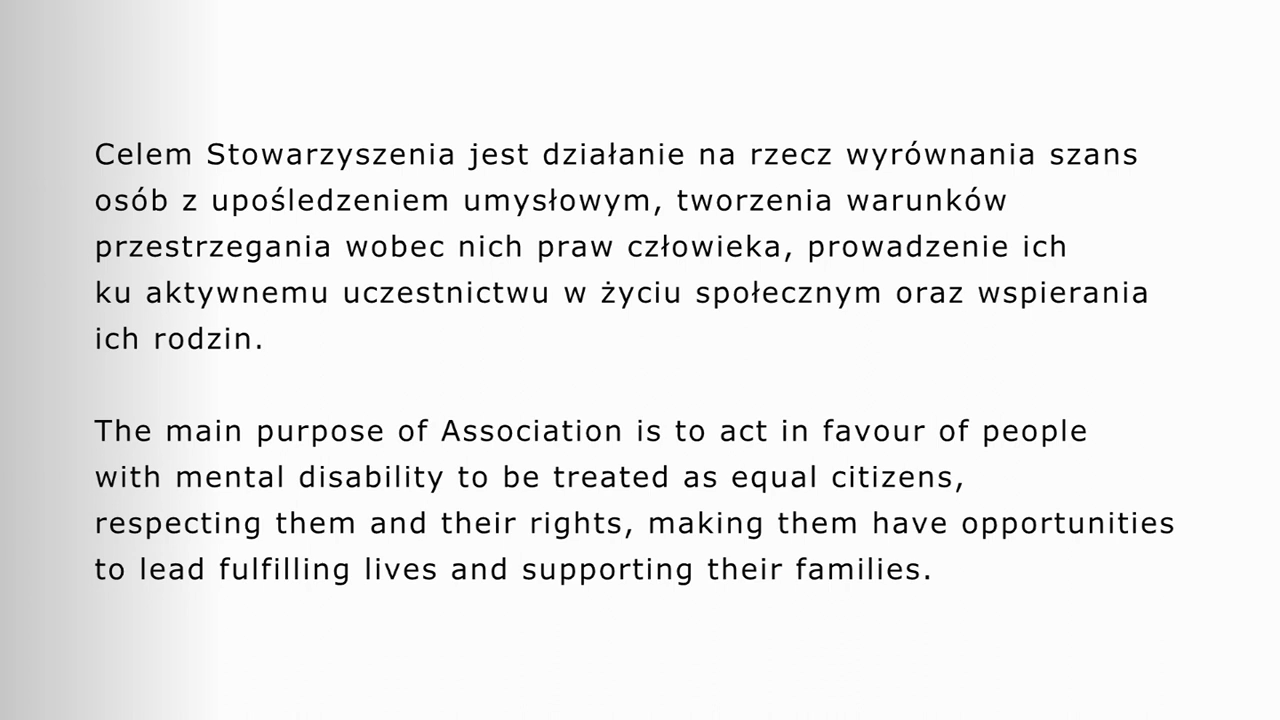 Celem Stowarzyszenia jest działanie na rzecz wyrównania szans
osób z upośledzeniem umysłowym, tworzenia warunków
przestrzegania wobec nich praw człowieka, prowadzenie ich
ku aktywnemu uczestnictwu w życiu społecznym oraz wspierania
ich rodzin.
The main purpose of Association is to act in favour of people
with mental disability to be treated as equal citizens,
respecting them and their rights, making them have opportunities
to lead fulfilling lives and supporting their families.